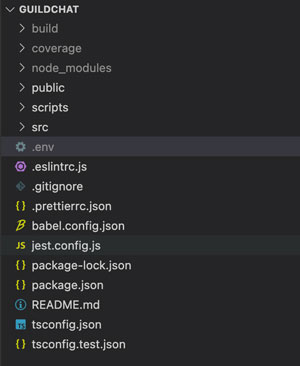 GUILDCHAT
build
coverage
node_modules
public
scripts
src
.env
.eslintrc.js
.gitignore
{} .prettierrc.json
B babel.config.json
JS jest.config.js
{} package-lock.json
{} package.json
README.md
TS tsconfig.json
{} tsconfig.test.json